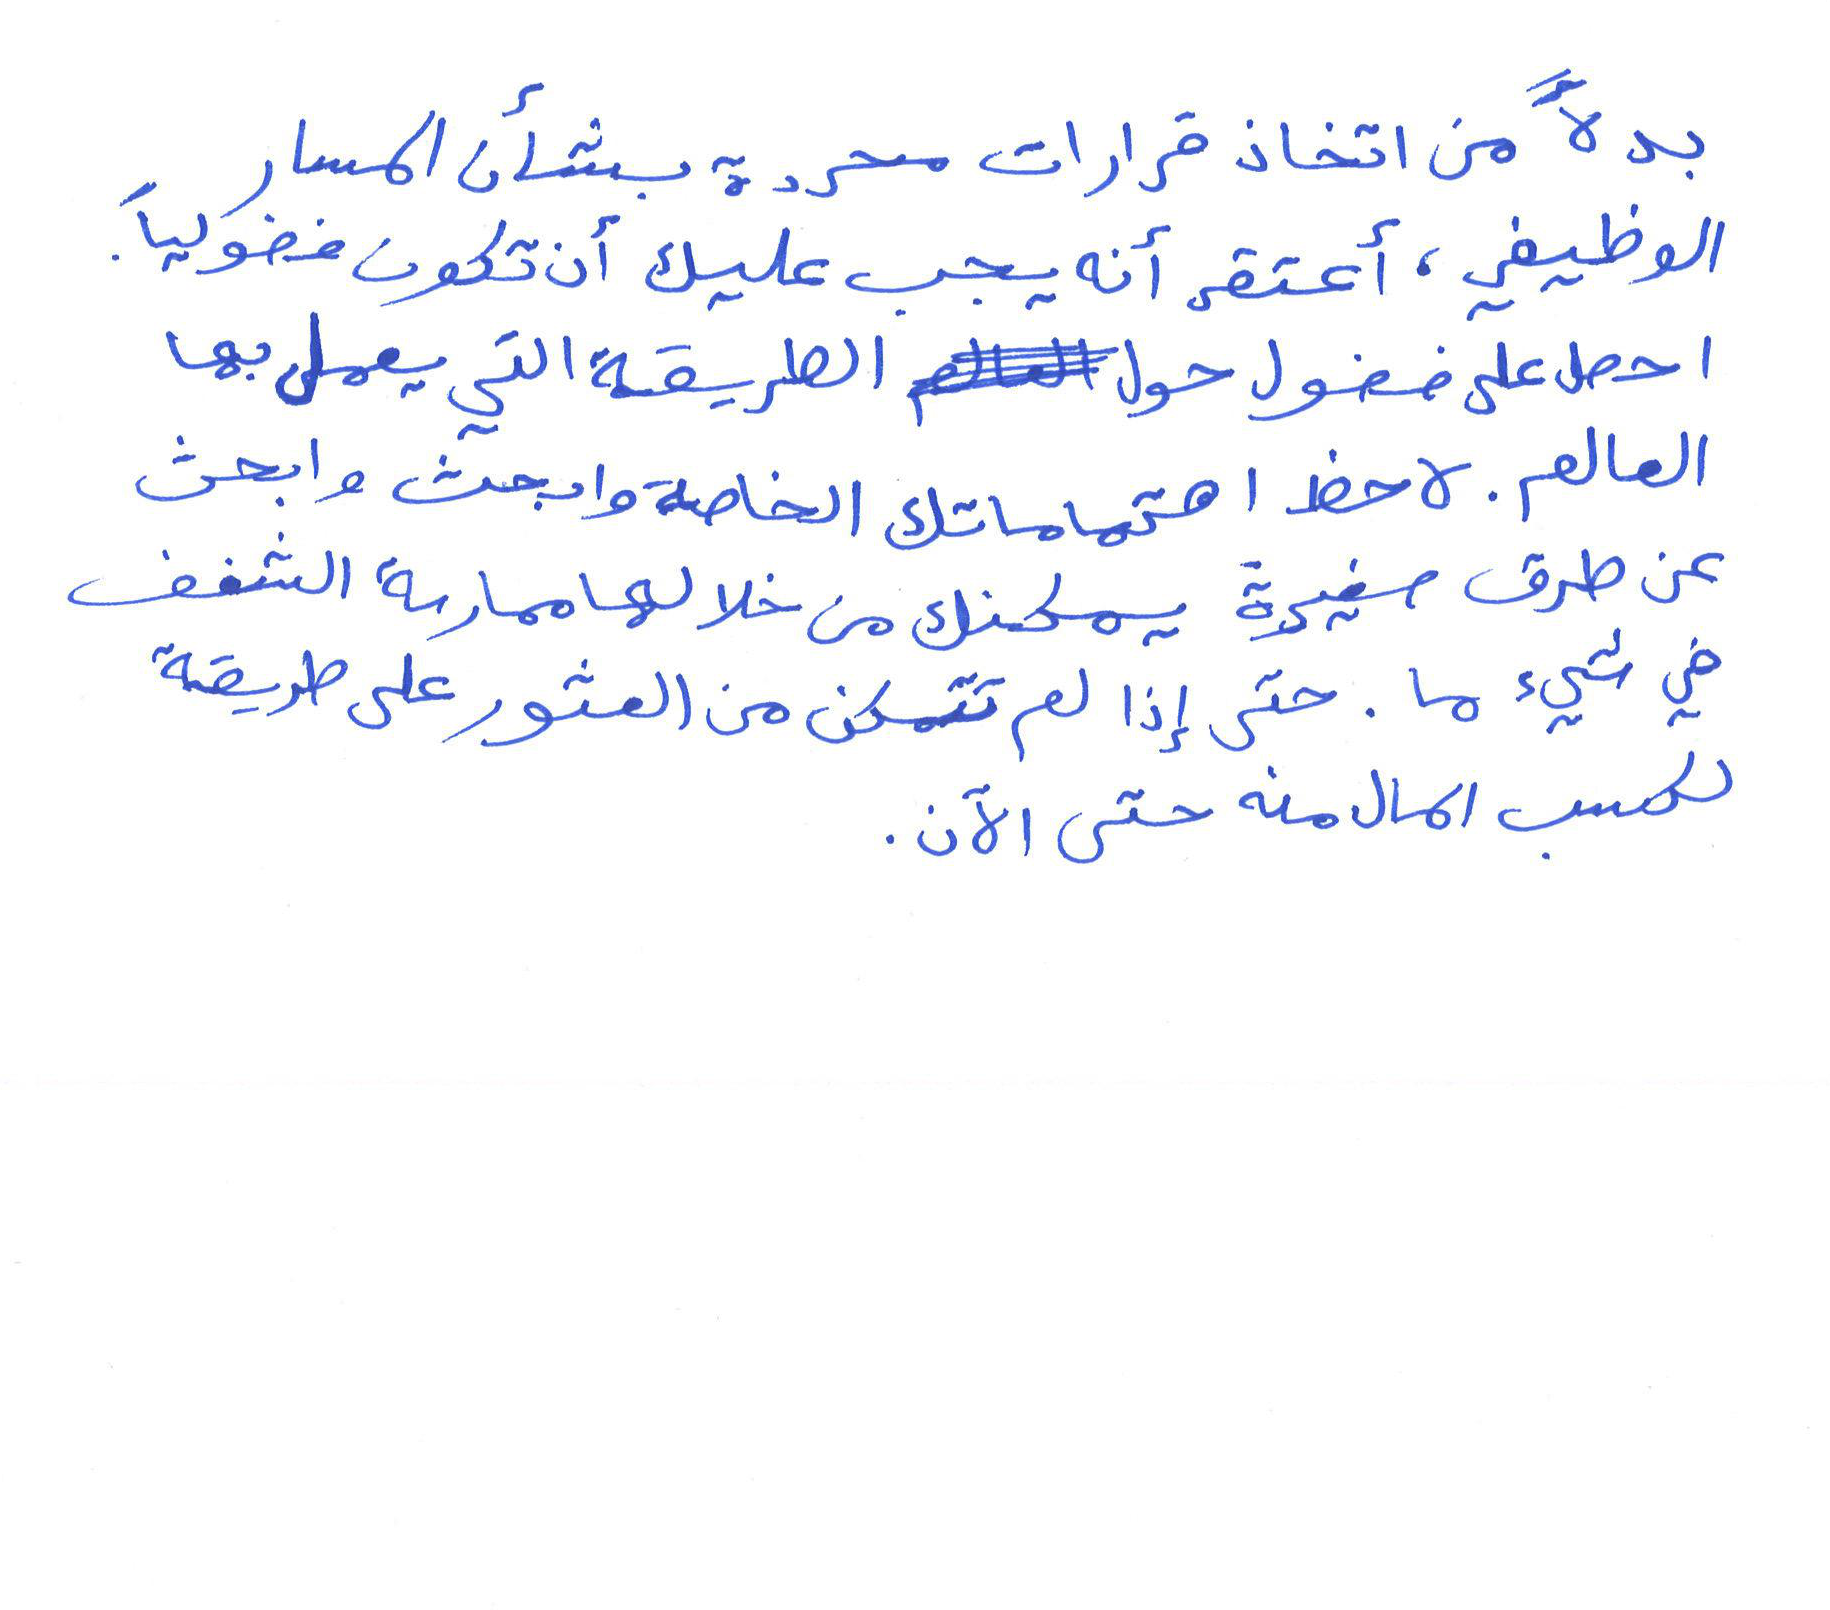 بدلاً من اتخاذ قرارات محددة بشأن المسار
الوظيفي، أعتقد أنه يجب عليك أن تكون فضولياً.
احصل على فضول حول الطريقة التي يعمل بها
العالم. لاحظ اهتماماتك الخاصة وابحث وابحث
عن طرق صغيرة يمكنك من خلالها ممارسة الشغف
في شيء ما. حتى إذا لم تتمكن من العثور على طريقة
لكسب المال منه حتى الآن.